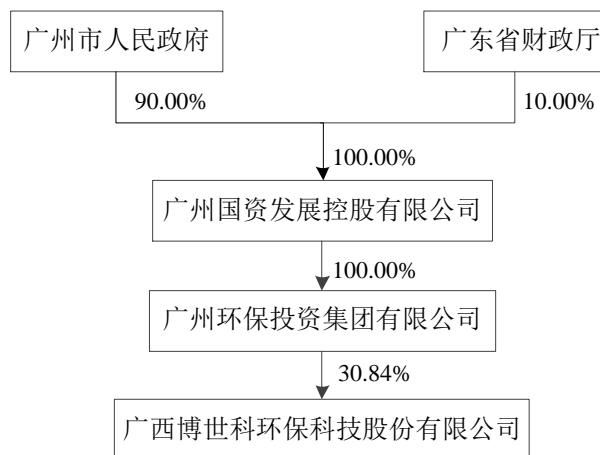 广州市人民政府
广东省财政厅
90.00%
10.00%
100.00%
广州国资发展控股有限公司
100.00%
广州环保投资集团有限公司
30.84%
广西博世科环保科技股份有限公司